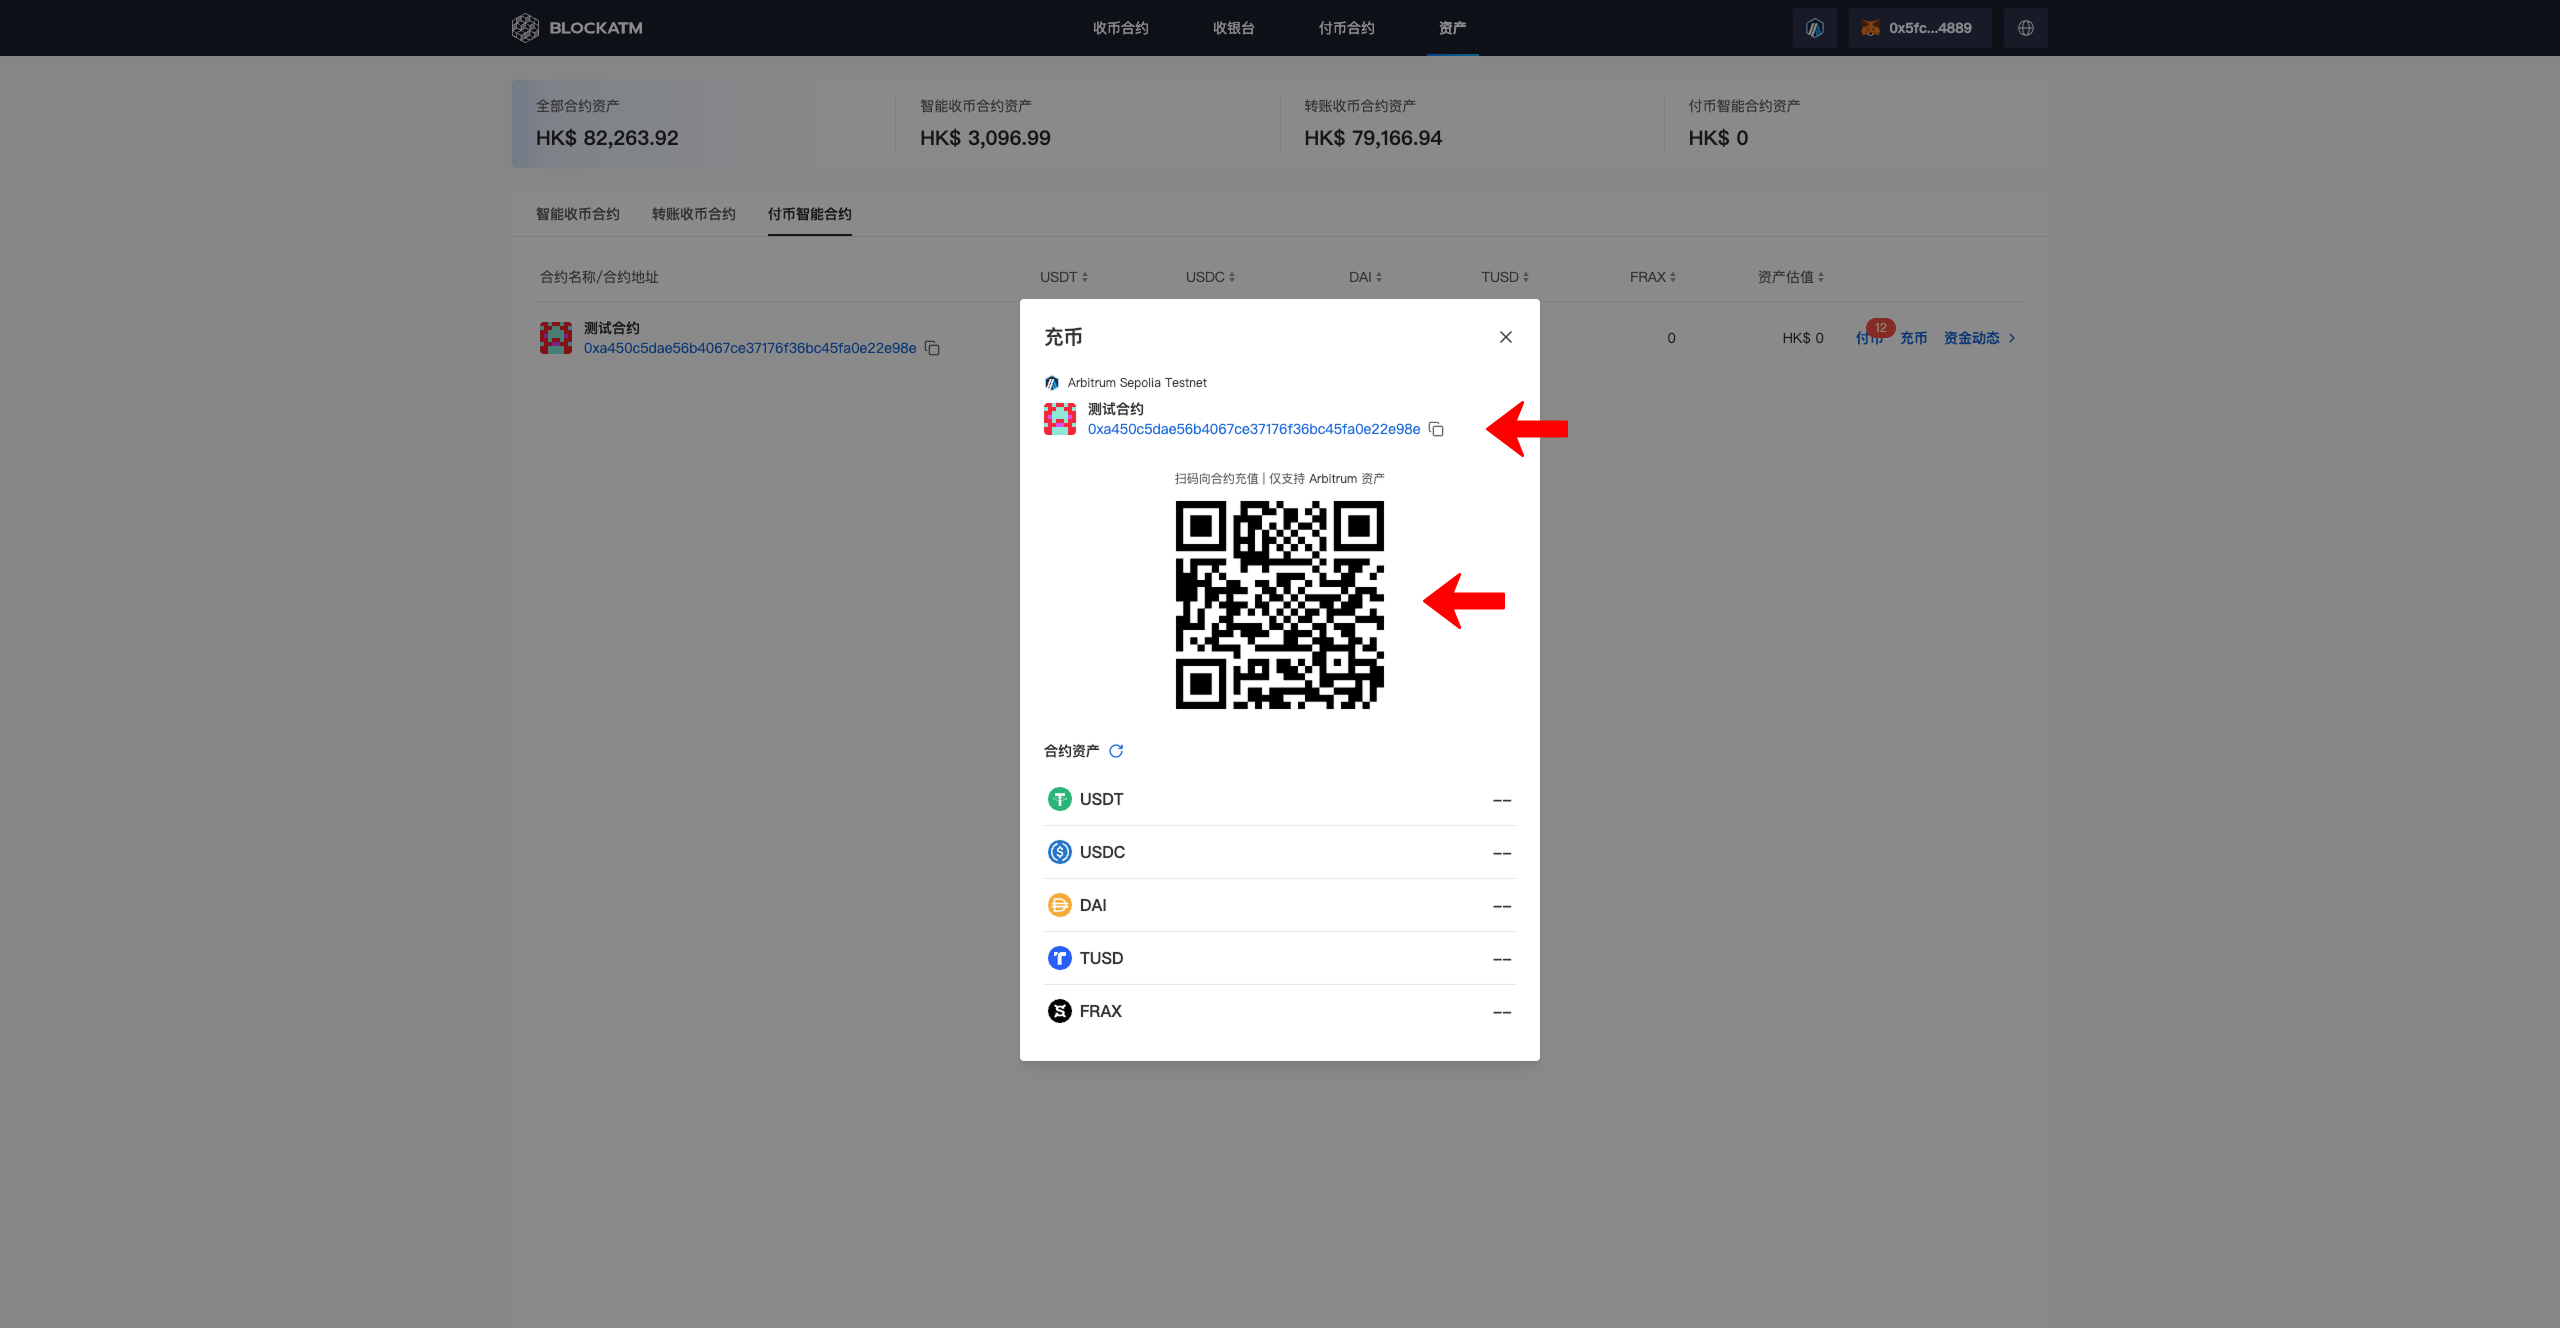 BLOCKATM
收币合约
收银台
付币合约
资产
0x5fc...4889
全部合约资产
HK$ 82,263.92
智能收币合约资产
HK$ 3,096.99
转账收币合约资产
HK$ 79,166.94
付币智能合约资产
HK$ 0
智能收币合约
转账收币合约
付币智能合约
合约名称/合约地址
USDT
USDC
DAI
TUSD
FRAX
资产估值
测试合约
0xa450c5dae56b4067ce37176f36bc45fa0e22e98e
0
HK$ 0
付币
12
充币
资金动态
充币
Arbitrum Sepolia Testnet
测试合约
0xa450c5dae56b4067ce37176f36bc45fa0e22e98e
扫码向合约充值 | 仅支持 Arbitrum 资产
合约资产
USDT --
USDC --
DAI --
TUSD --
FRAX --